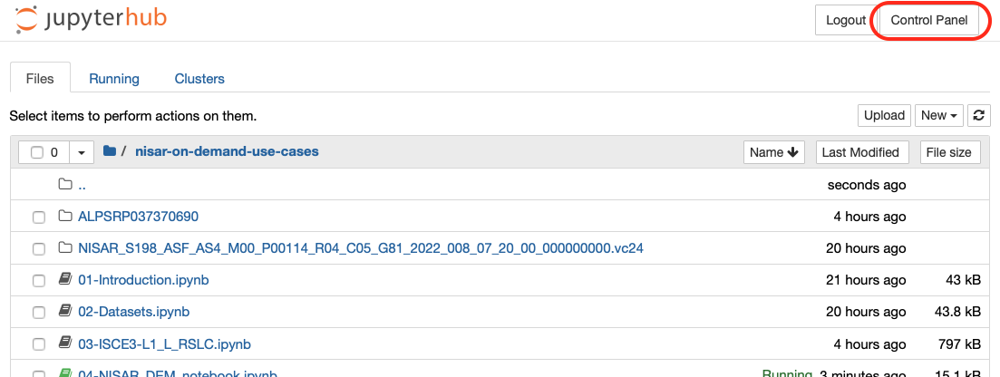 jupyterhub Logout Control Panel
Files Running Clusters
Select items to perform actions on them. Upload New
0 / nisar-on-demand-use-cases Name Last Modified File size
.. seconds ago
ALPSRP037370690 4 hours ago
NISAR_S198_ASF_AS4_M00_P00114_R04_C05_G81_2022_008_07_20_00_000000000.vc24 20 hours ago
01-Introduction.ipynb 21 hours ago 43 kB
02-Datasets.ipynb 20 hours ago 43.8 kB
03-ISCE3-L1_L_RSLC.ipynb 4 hours ago 797 kB
04-NISAR_DEM_notebook.ipynb Running 3 minutes ago 15.1 kB